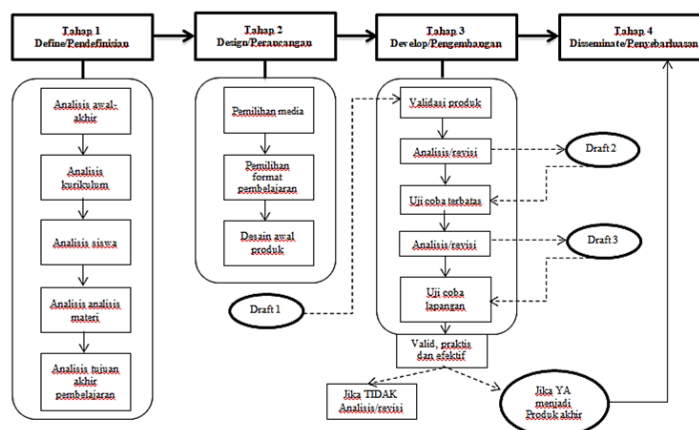 Tahap 1
Define/Pendefinisian
Tahap 2
Design/Perancangan
Tahap 3
Develop/Pengembangan
Tahap 4
Disseminate/Penyebarluasan
Analisis awal-
akhir
Analisis
kurikulum
Analisis siswa
Analisis analisis
materi
Analisis tujuan
akhir
pembelajaran
Pemilihan media
Pemilihan
format
pembelajaran
Desain awal
produk
Draft 1
Validasi produk
Analisis/revisi
Draft 2
Uji coba terbatas
Analisis/revisi
Draft 3
Uji coba
lapangan
Valid, praktis
dan efektif
Jika TIDAK
Analisis/revisi
Jika YA
menjadi
Produk akhir